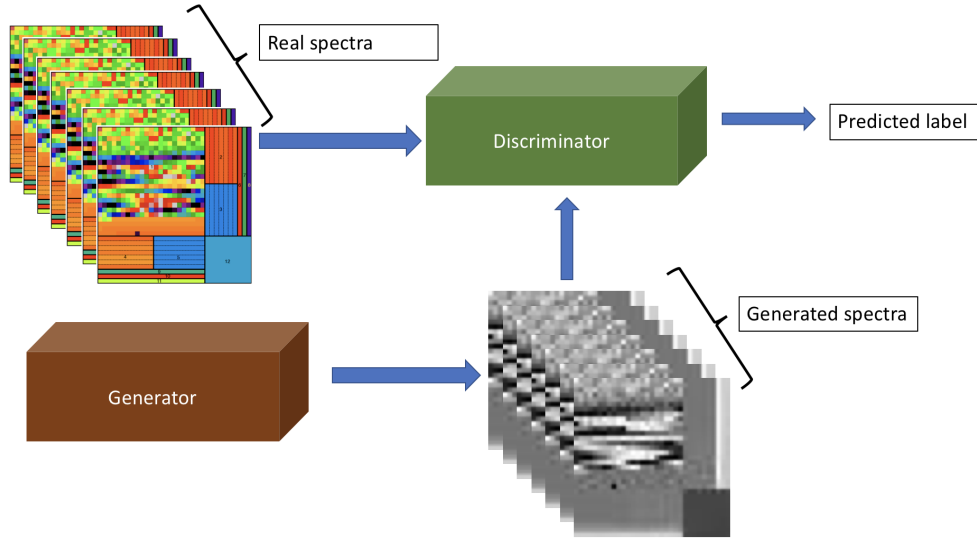 Real spectra
Discriminator
Predicted label
Generator
Generated spectra